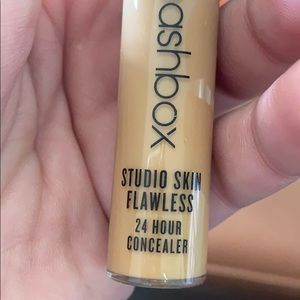 ashbox
STUDIO SKIN
FLAWLESS
24 HOUR
CONCEALER